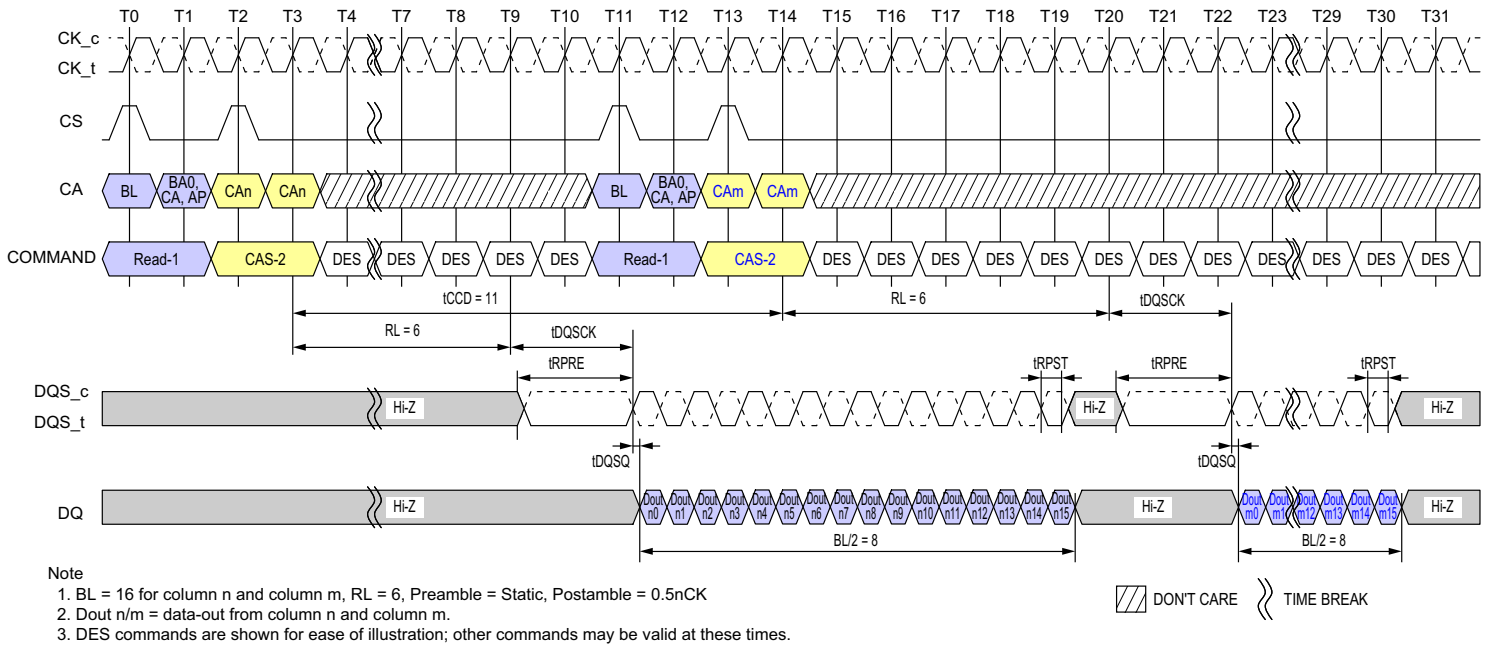 T0 T1 T2 T3 T4 T7 T8 T9 T10 T11 T12 T13 T14 T15 T16 T17 T18 T19 T20 T21 T22 T23 T29 T30 T31
CK_c
CK_t
CS
CA BL BA0, CA, AP CAn CAn BL BA0, CA, AP CAm CAm
COMMAND Read-1 CAS-2 DES DES DES DES DES Read-1 CAS-2 DES DES DES DES DES DES DES DES DES DES DES DES
tCCD = 11 RL = 6 tDQSCK
RL = 6 tDQSCK
tRPRE tRPST tRPRE tRPST
DQS_c
DQS_t
Hi-Z Hi-Z Hi-Z
tDQSQ tDQSQ
DQ Hi-Z Dout n0 Dout n1 Dout n2 Dout n3 Dout n4 Dout n5 Dout n6 Dout n7 Dout n8 Dout n9 Dout n10 Dout n11 Dout n12 Dout n13 Dout n14 Dout n15 Hi-Z Dout m0 Dout m1 Dout m12 Dout m13 Dout m14 Dout m15 Hi-Z
BL/2 = 8 BL/2 = 8
Note
1. BL = 16 for column n and column m, RL = 6, Preamble = Static, Postamble = 0.5nCK
2. Dout n/m = data-out from column n and column m.
3. DES commands are shown for ease of illustration; other commands may be valid at these times.
DON'T CARE TIME BREAK